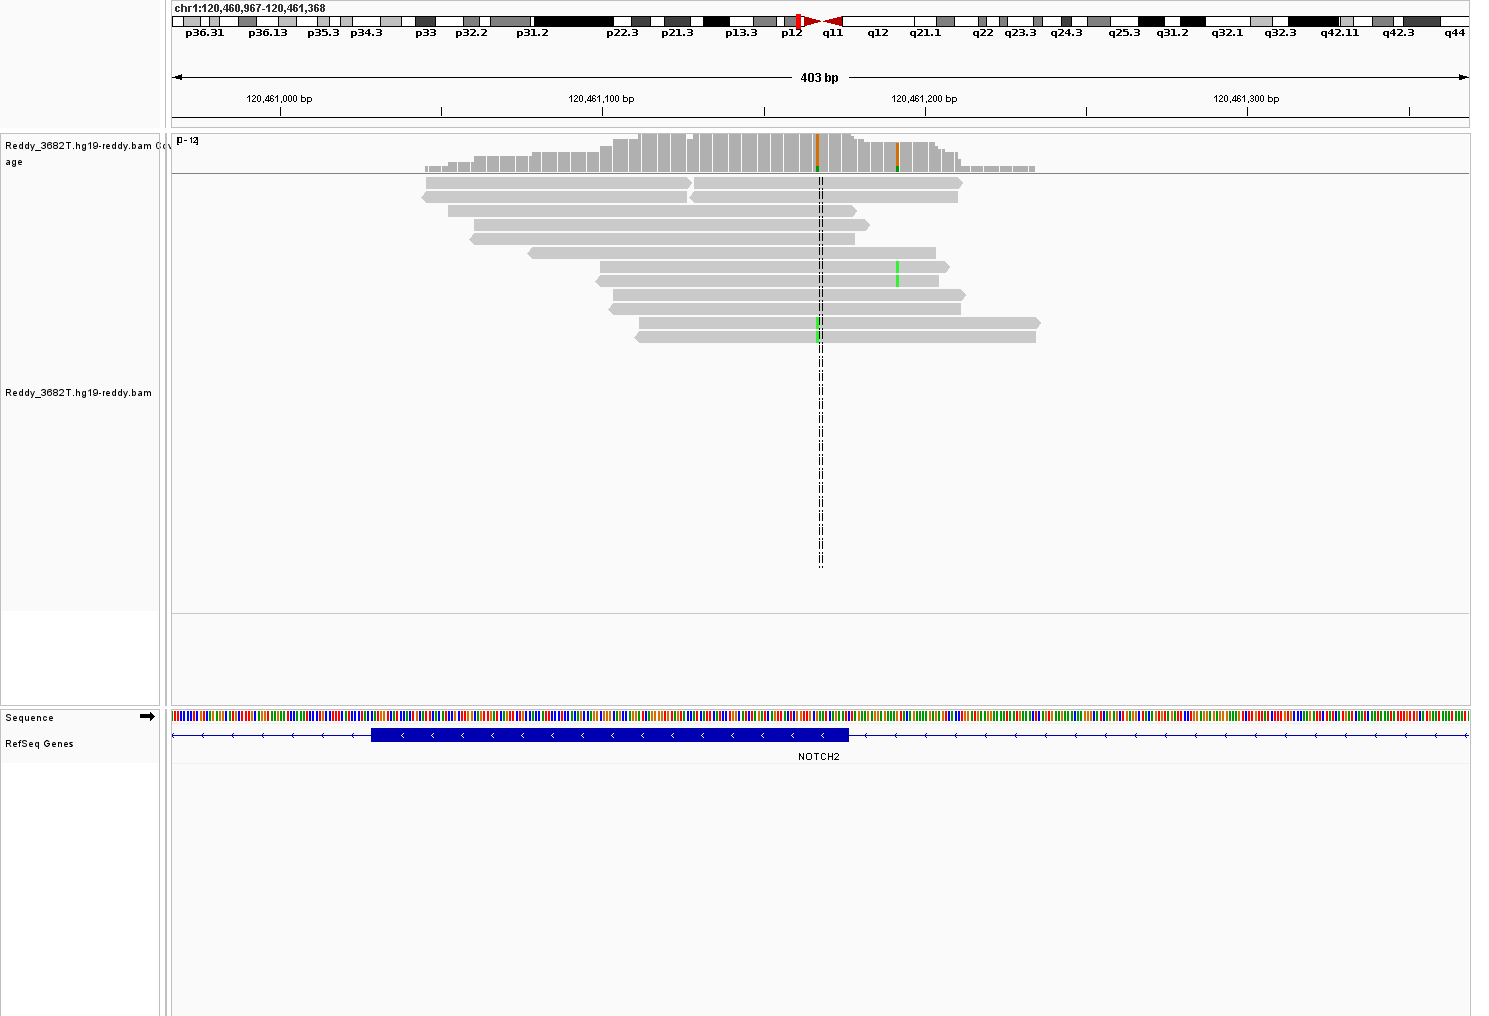 chr1:120,460,967-120,461,368
p36.31 p36.13 p35.3 p34.3 p33 p32.2 p31.2 p22.3 p21.3 p13.3 p12 q11 q12 q21.1 q22 q23.3 q24.3 q25.3 q31.2 q32.1 q32.3 q42.11 q42.3 q44
403 bp
120,461,000 bp 120,461,100 bp 120,461,200 bp 120,461,300 bp
Reddy_3682T.hg19-reddy.bam Cov
age
[0 - 12]
Reddy_3682T.hg19-reddy.bam
Sequence
RefSeq Genes
NOTCH2